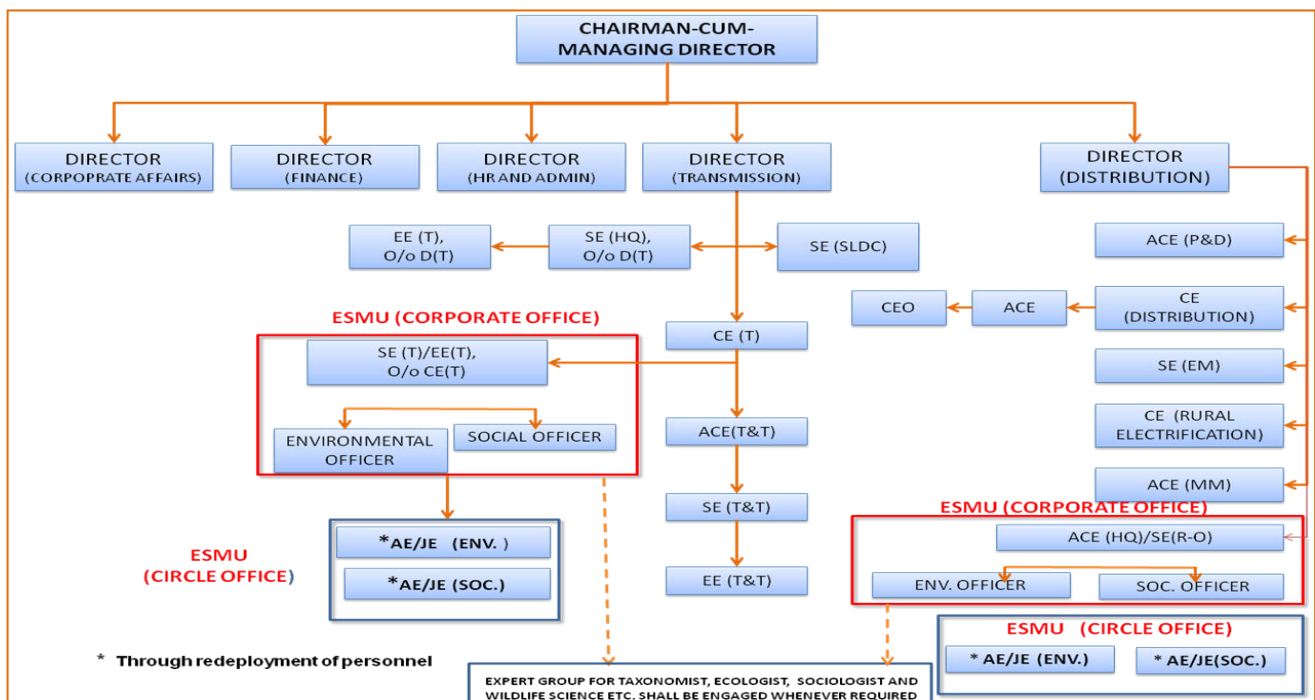 CHAIRMAN-CUM-
MANAGING DIRECTOR
DIRECTOR
(CORPOPRATE AFFAIRS)
DIRECTOR
(FINANCE)
DIRECTOR
(HR AND ADMIN)
DIRECTOR
(TRANSMISSION)
DIRECTOR
(DISTRIBUTION)
EE (T),
O/o D(T)
SE (HQ),
O/o D(T)
SE (SLDC)
ACE (P&D)
CEO
ACE
CE
(DISTRIBUTION)
ESMU (CORPORATE OFFICE)
CE (T)
SE (T)/EE(T),
O/o CE(T)
SE (EM)
ENVIRONMENTAL
OFFICER
SOCIAL OFFICER
ACE(T&T)
CE (RURAL
ELECTRIFICATION)
ACE (MM)
SE (T&T)
ESMU (CORPORATE OFFICE)
ACE (HQ)/SE(R-O)
ESMU
(CIRCLE OFFICE)
*AE/JE (ENV. )
*AE/JE (SOC.)
EE (T&T)
ENV. OFFICER
SOC. OFFICER
ESMU (CIRCLE OFFICE)
* AE/JE (ENV.)
* AE/JE(SOC.)
* Through redeployment of personnel
EXPERT GROUP FOR TAXONOMIST, ECOLOGIST, SOCIOLOGIST AND
WILDLIFE SCIENCE ETC. SHALL BE ENGAGED WHENEVER REQUIRED